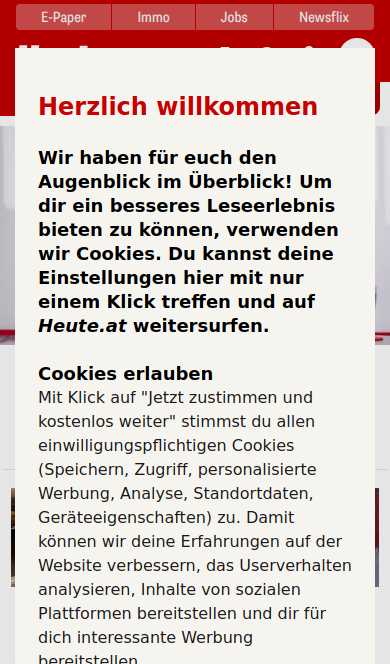 E-Paper Immo Jobs Newsflix
Herzlich willkommen
Wir haben für euch den
Augenblick im Überblick! Um
dir ein besseres Leseerlebnis
bieten zu können, verwenden
wir Cookies. Du kannst deine
Einstellungen hier mit nur
einem Klick treffen und auf
Heute.at weitersurfen.
Cookies erlauben
Mit Klick auf "Jetzt zustimmen und
kostenlos weiter" stimmst du allen
einwilligungspflichtigen Cookies
(Speichern, Zugriff, personalisierte
Werbung, Analyse, Standortdaten,
Geräteeigenschaften) zu. Damit
können wir deine Erfahrungen auf der
Website verbessern, das Userverhalten
analysieren, Inhalte von sozialen
Plattformen bereitstellen und dir für
dich interessante Werbung
bereitstellen